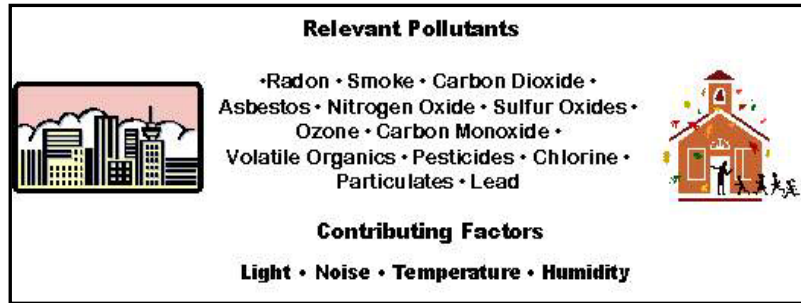 Relevant Pollutants
•Radon • Smoke • Carbon Dioxide •
Asbestos • Nitrogen Oxide • Sulfur Oxides •
Ozone • Carbon Monoxide •
Volatile Organics • Pesticides • Chlorine •
Particulates • Lead
Contributing Factors
Light • Noise • Temperature • Humidity